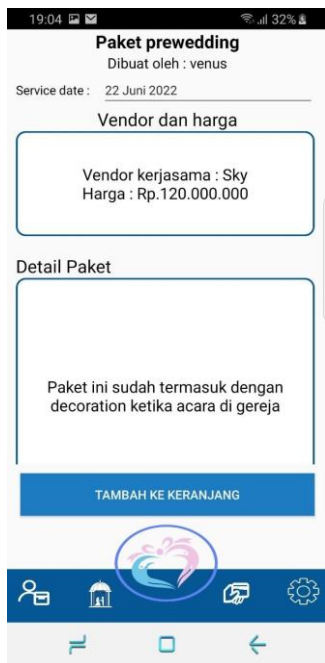 19:04 32%
Paket prewedding
Dibuat oleh : venus
Service date : 22 Juni 2022
Vendor dan harga
Vendor kerjasama : Sky
Harga : Rp.120.000.000
Detail Paket
Paket ini sudah termasuk dengan
decoration ketika acara di gereja
TAMBAH KE KERANJANG